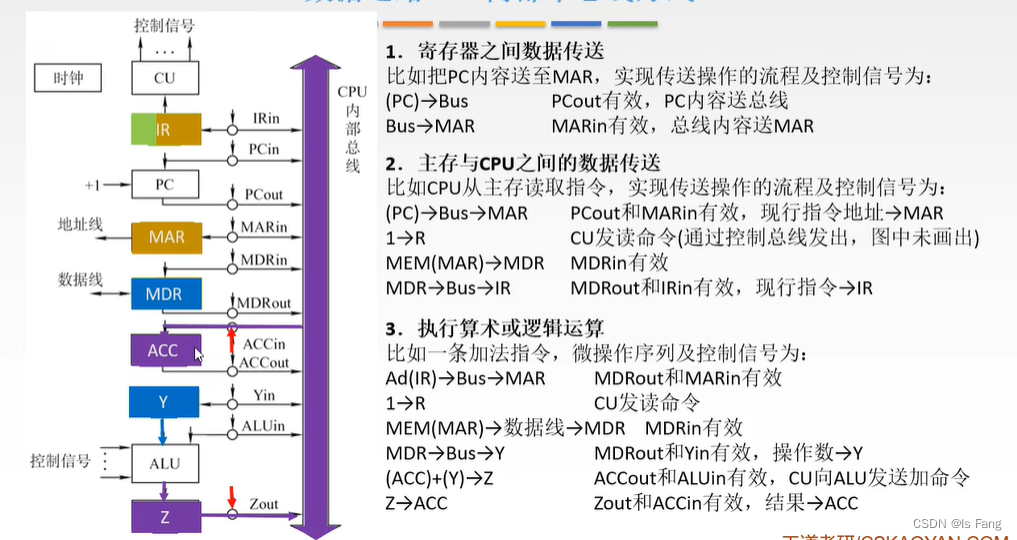 控制信号
...
时钟
CU
IR
IRin
PCin
+1
PC
PCout
地址线
MAR
MARin
MDRin
数据线
MDR
MDRout
ACC
ACCin
ACCout
Y
Yin
ALUin
控制信号
ALU
Z
Zout
CPU
内
部
总
线
1. 寄存器之间数据传送
比如把PC内容送至MAR，实现传送操作的流程及控制信号为：
(PC)→Bus PCout有效，PC内容送总线
Bus→MAR MARin有效，总线内容送MAR
2. 主存与CPU之间的数据传送
比如CPU从主存读取指令，实现传送操作的流程及控制信号为：
(PC)→Bus→MAR PCout和MARin有效，现行指令地址→MAR
1→R CU发读命令(通过控制总线发出，图中未画出)
MEM(MAR)→MDR MDRin有效
MDR→Bus→IR MDRout和IRin有效，现行指令→IR
3. 执行算术或逻辑运算
比如一条加法指令，微操作序列及控制信号为：
Ad(IR)→Bus→MAR MDRout和MARin有效
1→R CU发读命令
MEM(MAR)→数据线→MDR MDRin有效
MDR→Bus→Y MDRout和Yin有效，操作数→Y
(ACC)+(Y)→Z ACCout和ALUin有效，CU向ALU发送加命令
Z→ACC Zout和ACCin有效，结果→ACC
CSDN @Is Fang